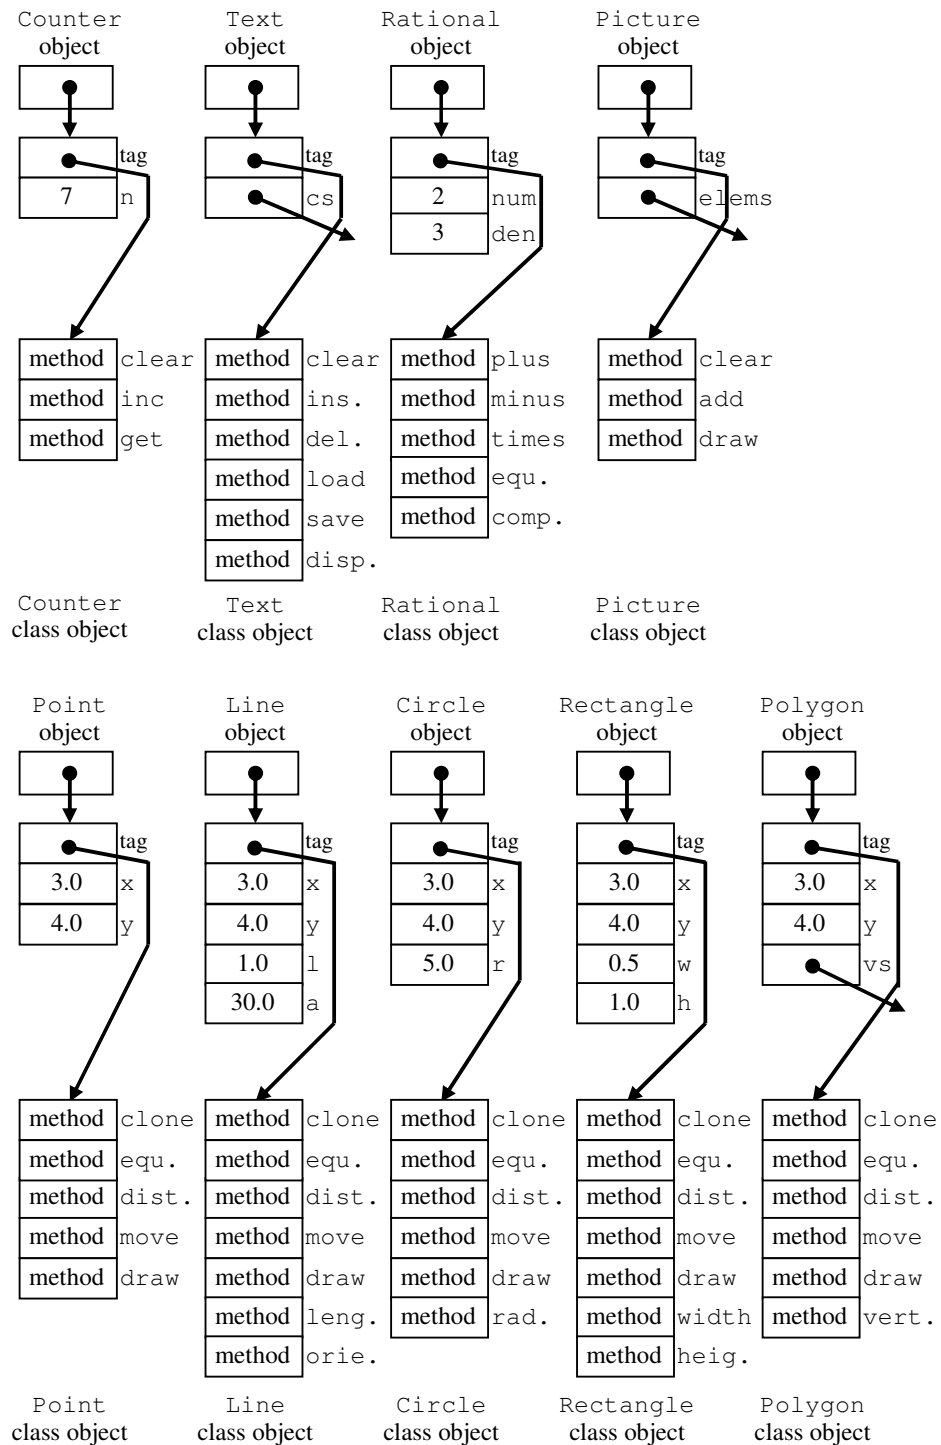 Counter Text Rational Picture
object object object object
tag tag tag tag
7 n cs 2 num elems
3 den
method clear method clear method plus method clear
method inc method ins. method minus method add
method get method del. method times method draw
method load method equ.
method save method comp.
method disp.
Counter Text Rational Picture
class object class object class object class object
Point Line Circle Rectangle Polygon
object object object object object
tag tag tag tag tag
3.0 x 3.0 x 3.0 x 3.0 x 3.0 x
4.0 y 4.0 y 4.0 y 4.0 y 4.0 y
1.0 l 5.0 r 0.5 w vs
30.0 a 1.0 h
method clone method clone method clone method clone method clone
method equ. method equ. method equ. method equ. method equ.
method dist. method dist. method dist. method dist. method dist.
method move method move method move method move method move
method draw method draw method draw method draw method draw
method leng. method rad. method width method vert.
method orie. method heig.
Point Line Circle Rectangle Polygon
class object class object class object class object class object